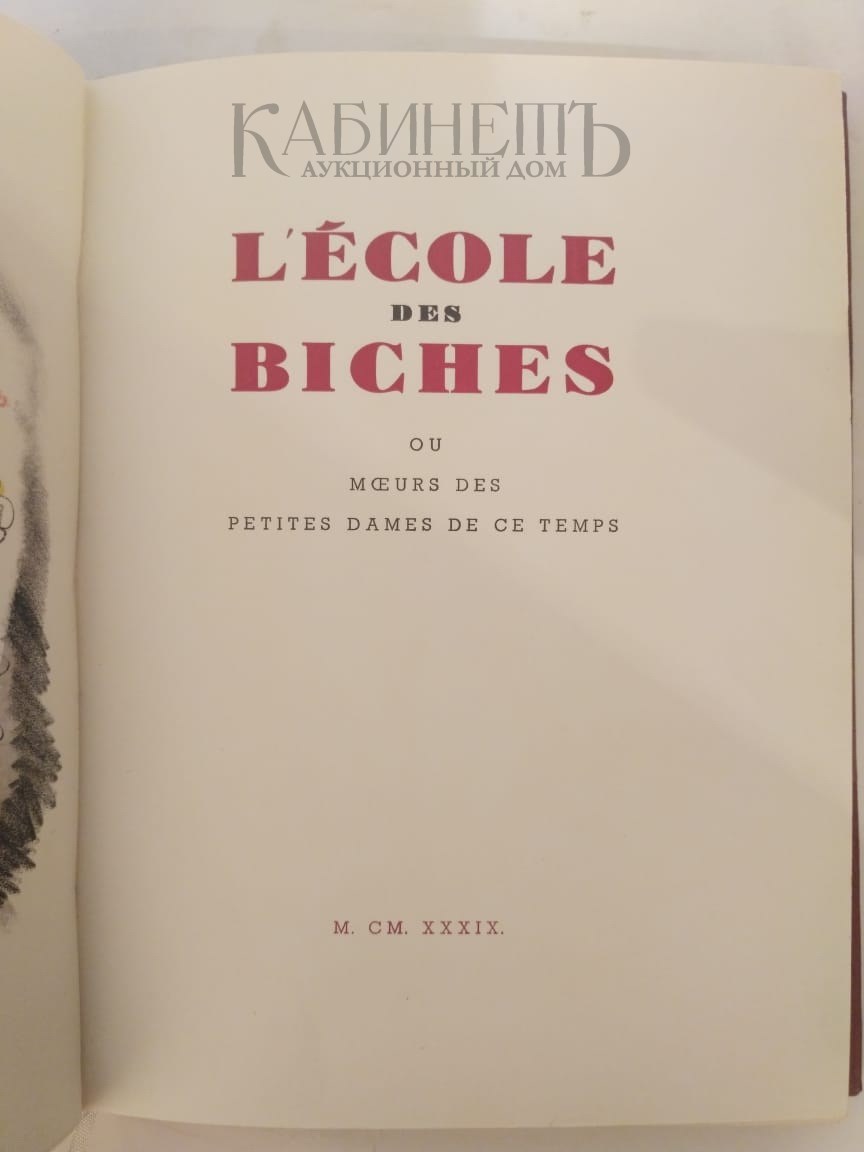 КАБИНЕТЪ
АУКЦИОННЫЙ ДОМ
L'ÉCOLE
DES
BICHES
OU
MŒURS DES
PETITES DAMES DE CE TEMPS
M. CM. XXXIX.